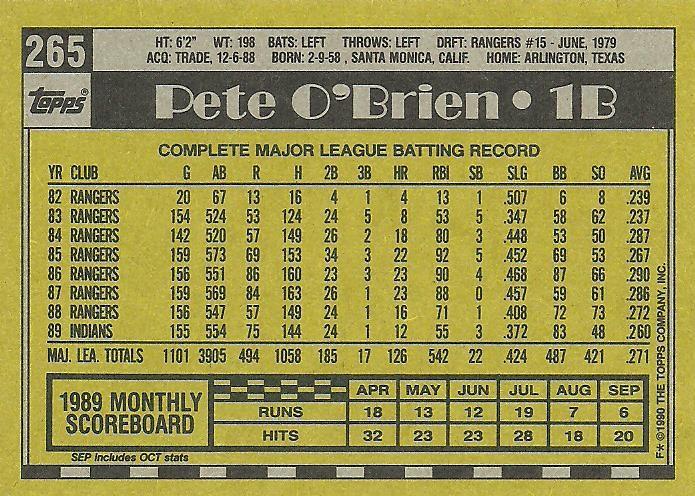 265
HT: 6'2" WT: 198 BATS: LEFT THROWS: LEFT DRFT: RANGERS #15 - JUNE, 1979
ACQ: TRADE, 12-6-88 BORN: 2-9-58, SANTA MONICA, CALIF. HOME: ARLINGTON, TEXAS
Topps® Pete O'Brien • 1B
COMPLETE MAJOR LEAGUE BATTING RECORD
YR CLUB G AB R H 2B 3B HR RBI SB SLG BB SO AVG
82 RANGERS 20 67 13 16 4 1 4 13 1 .507 6 8 .239
83 RANGERS 154 524 53 124 24 5 8 53 5 .347 58 62 .237
84 RANGERS 142 520 57 149 26 2 18 80 3 .448 53 50 .287
85 RANGERS 159 573 69 153 34 3 22 92 5 .452 69 53 .267
86 RANGERS 156 551 86 160 23 3 23 90 4 .468 87 66 .290
87 RANGERS 159 569 84 163 26 1 23 88 0 .457 59 61 .286
88 RANGERS 156 547 57 149 24 1 16 71 1 .408 72 73 .272
89 INDIANS 155 554 75 144 24 1 12 55 3 .372 83 48 .260
MAJ. LEA. TOTALS 1101 3905 494 1058 185 17 126 542 22 .424 487 421 .271
1989 MONTHLY SCOREBOARD
APR MAY JUN JUL AUG SEP
RUNS 18 13 12 19 7 6
HITS 32 23 23 28 18 20
SEP includes OCT stats
F* ©1990 THE TOPPS COMPANY, INC.